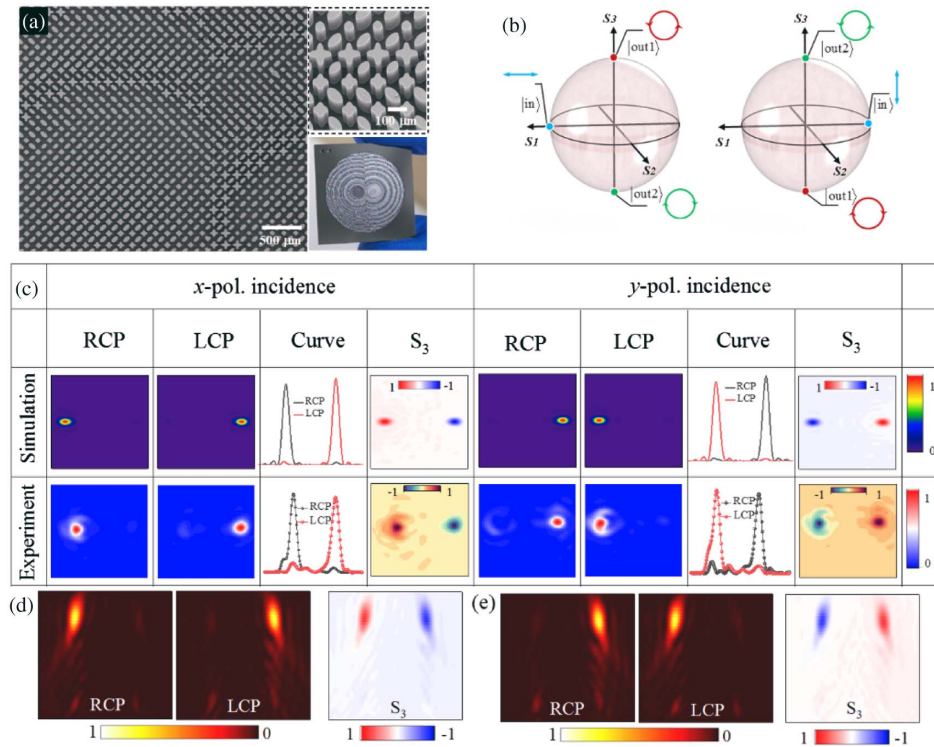 (a)
100 μm
500 μm
(b)
S3
|out1⟩
|in⟩
S1
S2
|out2⟩
S3
|out2⟩
|in⟩
S1
S2
|out1⟩
(c)
x-pol. incidence
y-pol. incidence
RCP
LCP
Curve
S3
RCP
LCP
Curve
S3
Simulation
RCP
LCP
1
-1
RCP
LCP
1
-1
1
0
Experiment
RCP
LCP
-1
1
RCP
LCP
-1
1
1
0
(d)
RCP
LCP
S3
1
0
1
-1
(e)
RCP
LCP
S3
1
0
1
-1